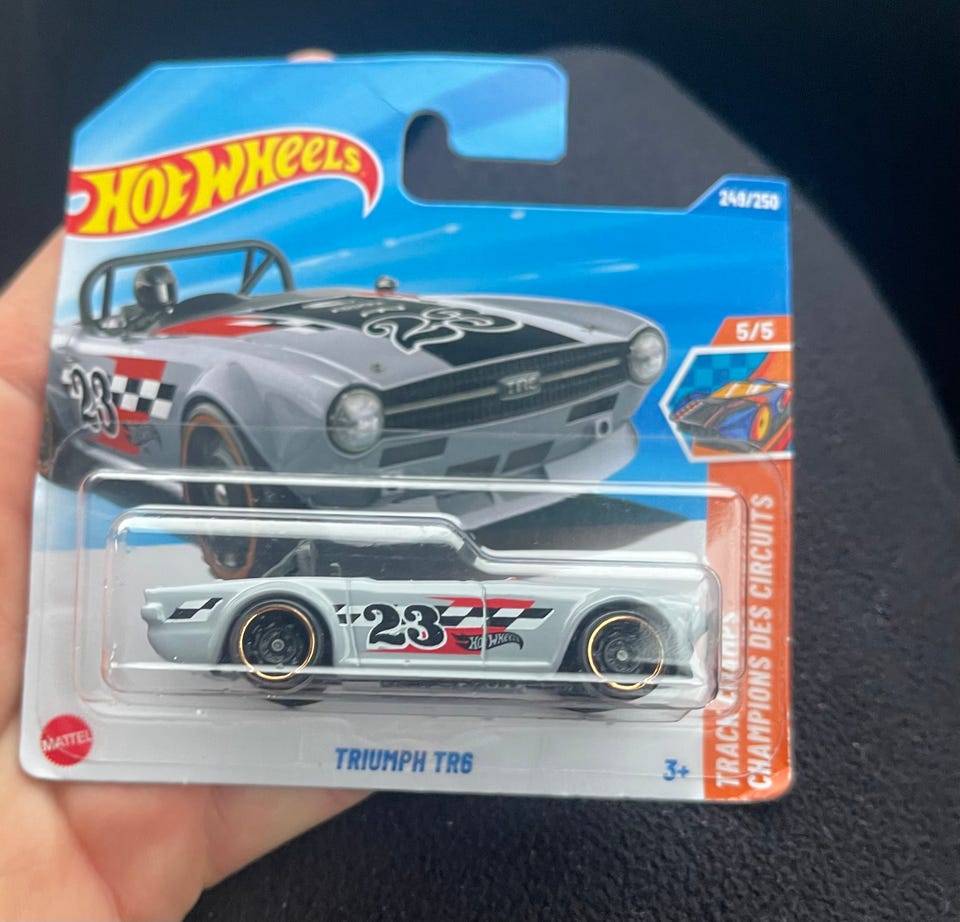 HOT WHEELS
249/250
5/5
23
23
TR6
23
HOT WHEELS
TRACK CHAMPS
CHAMPIONS DES CIRCUITS
MATTEL
TRIUMPH TR6
3+